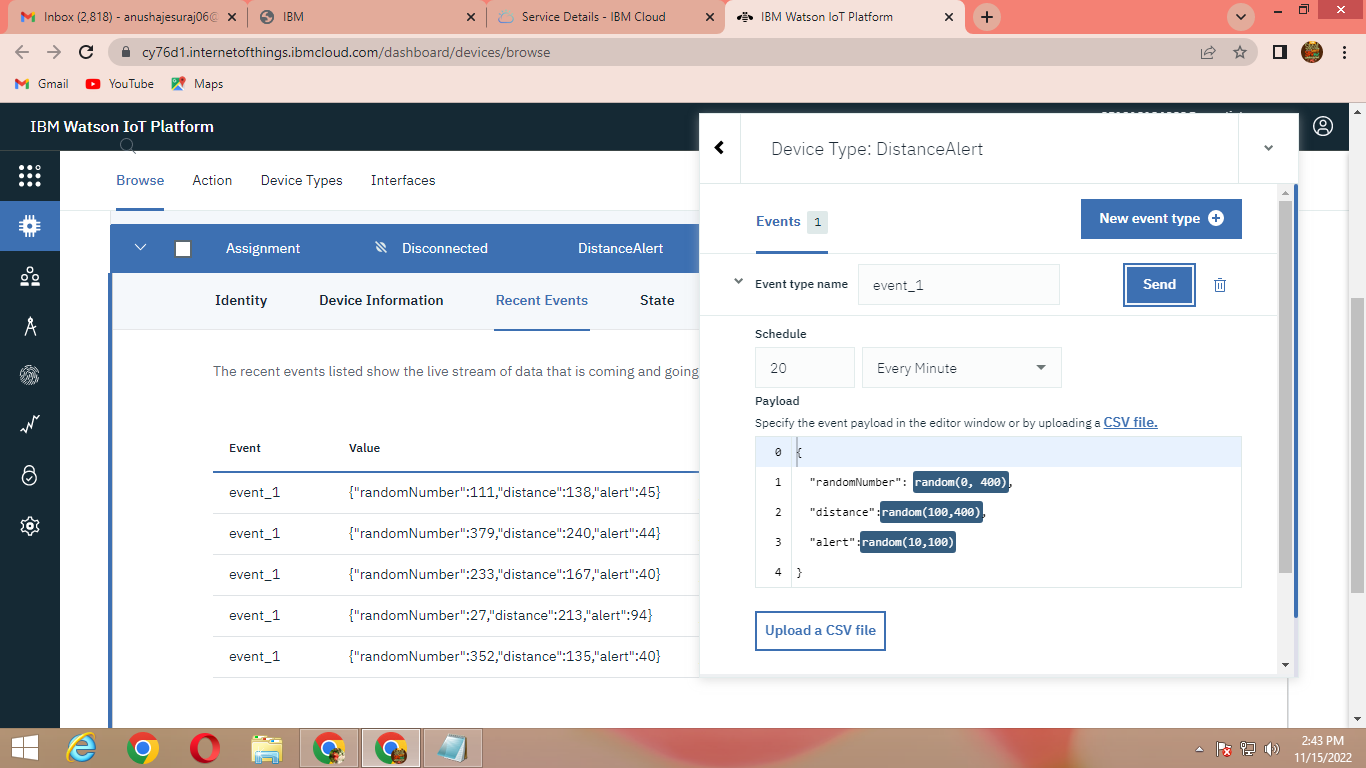 Inbox (2,818) - anushajesuraj06@
IBM
Service Details - IBM Cloud
IBM Watson IoT Platform
cy76d1.internetofthings.ibmcloud.com/dashboard/devices/browse
Gmail
YouTube
Maps
IBM Watson IoT Platform
Browse
Action
Device Types
Interfaces
Assignment
Disconnected
DistanceAlert
Identity
Device Information
Recent Events
State
The recent events listed show the live stream of data that is coming and going
Event Value
event_1 {"randomNumber":111,"distance":138,"alert":45}
event_1 {"randomNumber":379,"distance":240,"alert":44}
event_1 {"randomNumber":233,"distance":167,"alert":40}
event_1 {"randomNumber":27,"distance":213,"alert":94}
event_1 {"randomNumber":352,"distance":135,"alert":40}
Device Type: DistanceAlert
Events 1
New event type
Event type name event_1 Send
Schedule
20 Every Minute
Payload
Specify the event payload in the editor window or by uploading a CSV file.
0 {
1 "randomNumber": random(0, 400),
2 "distance":random(100,400),
3 "alert":random(10,100)
4 }
Upload a CSV file
2:43 PM
11/15/2022